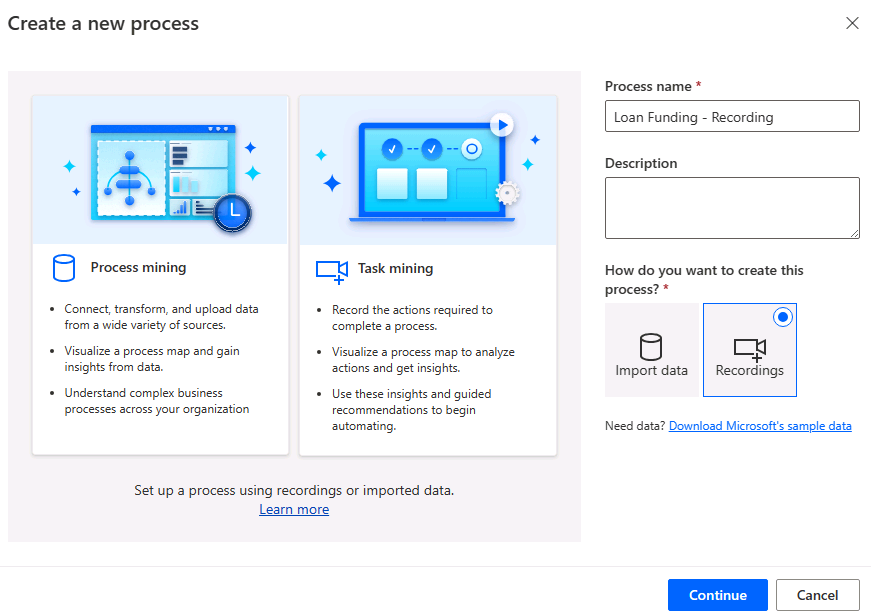 Create a new process
Process mining
• Connect, transform, and upload data
from a wide variety of sources.
• Visualize a process map and gain
insights from data.
• Understand complex business
processes across your organization
Task mining
• Record the actions required to
complete a process.
• Visualize a process map to analyze
actions and get insights.
• Use these insights and guided
recommendations to begin
automating.
Set up a process using recordings or imported data.
Learn more
Process name *
Loan Funding - Recording
Description
How do you want to create this
process? *
Import data
Recordings
Need data? Download Microsoft's sample data
Continue
Cancel